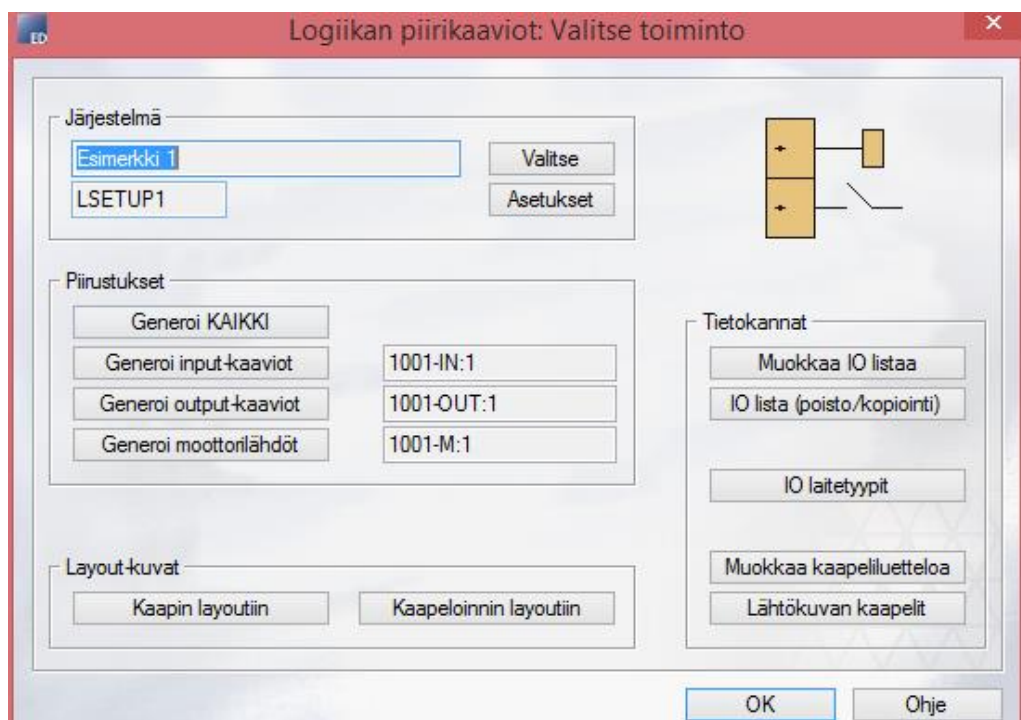 ED
Logiikan piirikaaviot: Valitse toiminto
Järjestelmä
Esimerkki 1
Valitse
LSETUP1
Asetukset
Piirustukset
Generoi KAIKKI
Generoi input-kaaviot
1001-IN:1
Generoi output-kaaviot
1001-OUT:1
Generoi moottorilähdöt
1001-M:1
Tietokannat
Muokkaa IO listaa
IO lista (poisto/kopiointi)
IO laitetyypit
Muokkaa kaapeliluetteloa
Lähtökuvan kaapelit
Layout-kuvat
Kaapin layoutiin
Kaapeloinnin layoutiin
OK
Ohje